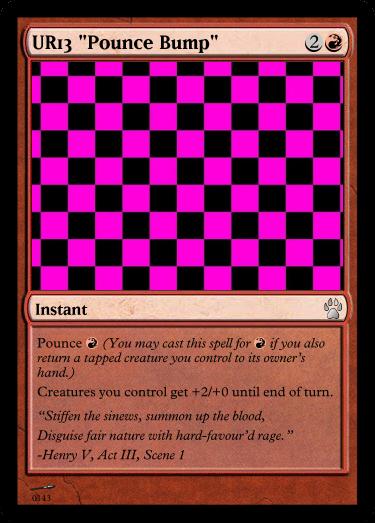 UR13 "Pounce Bump" 2
Instant
Pounce (You may cast this spell for if you also
return a tapped creature you control to its owner's
hand.)
Creatures you control get +2/+0 until end of turn.
"Stiffen the sinews, summon up the blood,
Disguise fair nature with hard-favour'd rage."
-Henry V, Act III, Scene 1
0143